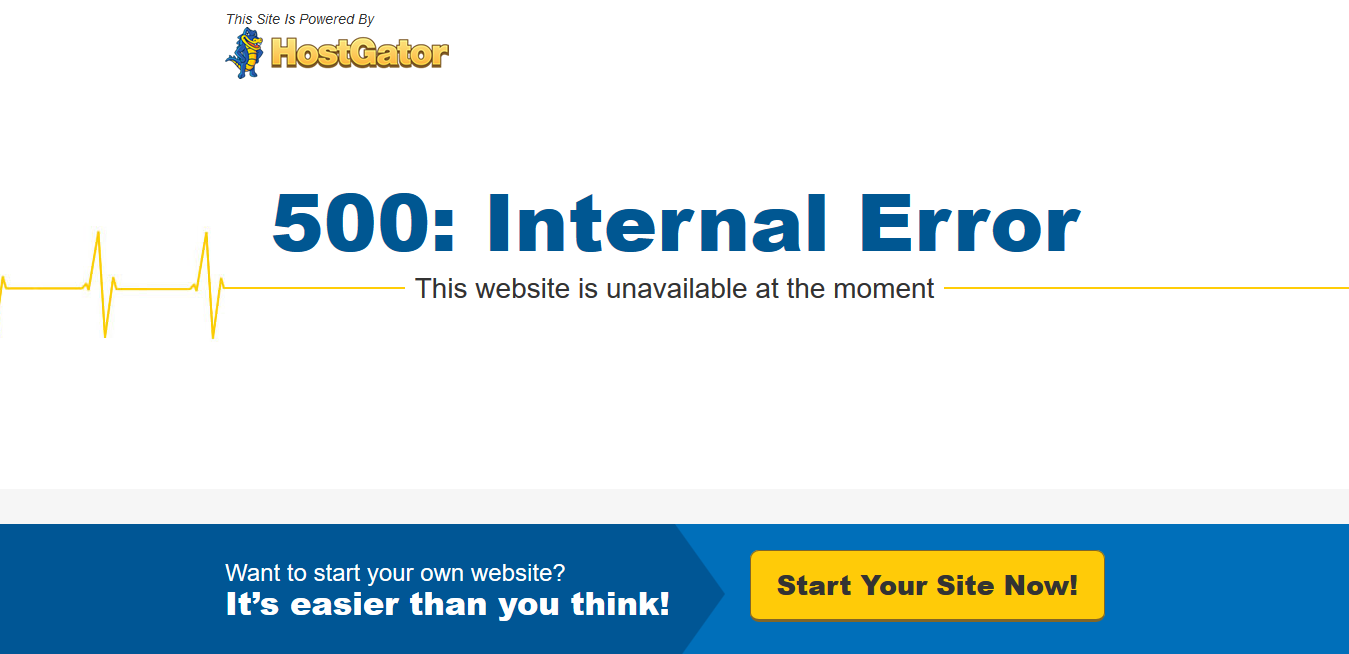 This Site Is Powered By
HostGator
500: Internal Error
This website is unavailable at the moment
Want to start your own website?
It’s easier than you think!
Start Your Site Now!